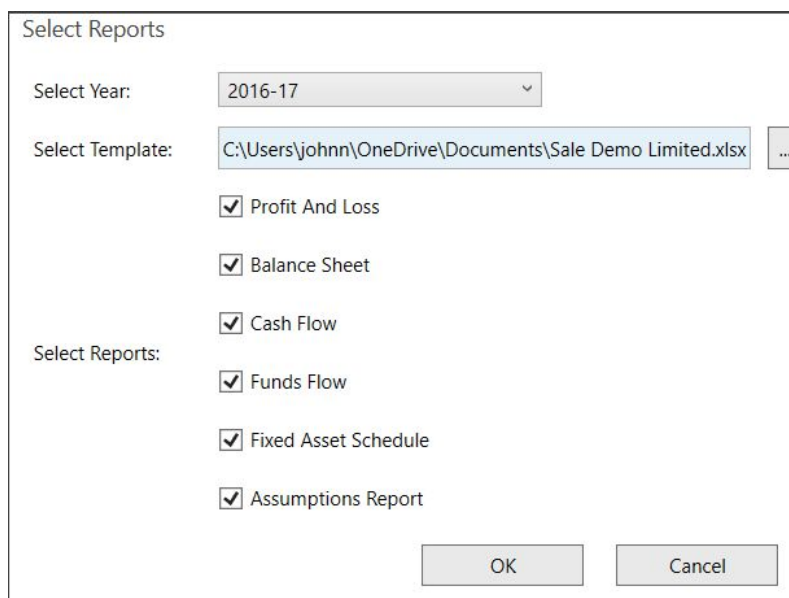 Select Reports
Select Year: 2016-17
Select Template: C:\Users\johnn\OneDrive\Documents\Sale Demo Limited.xlsx ...
Profit And Loss
Balance Sheet
Cash Flow
Select Reports:
Funds Flow
Fixed Asset Schedule
Assumptions Report
OK Cancel